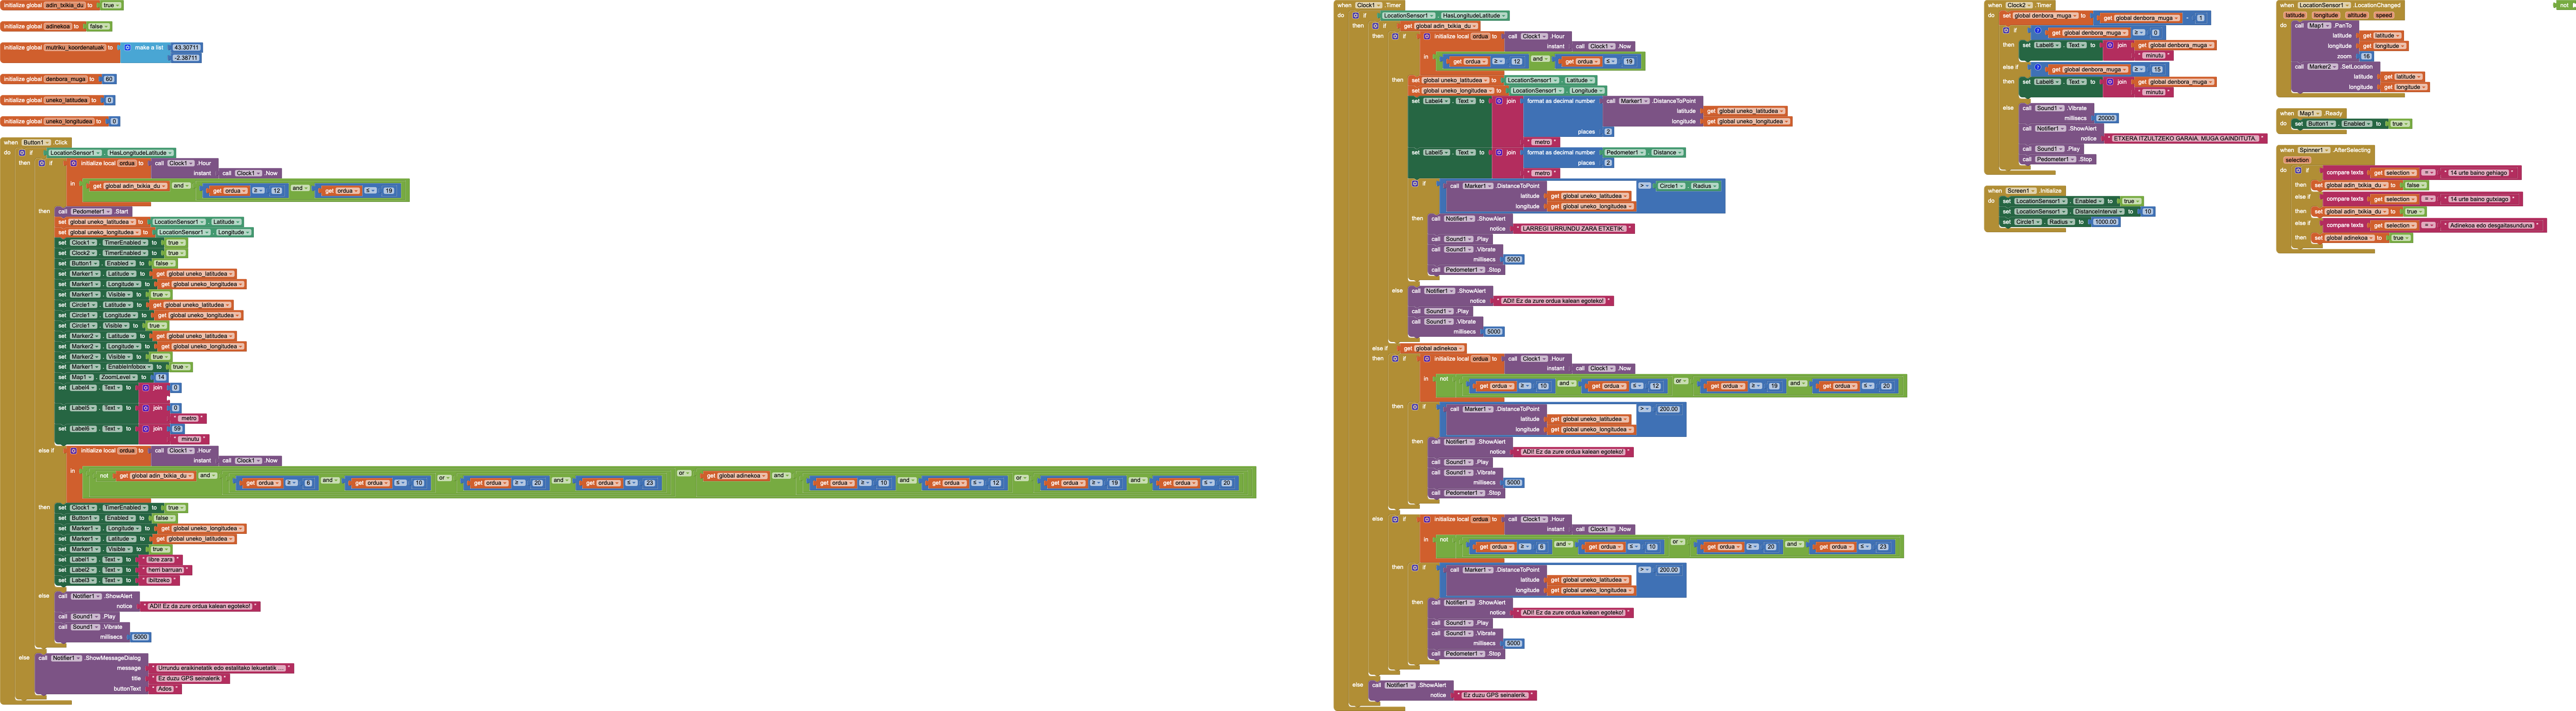 initialize global adin_txikia_du to true
initialize global adinekoa to false
initialize global mutriku_koordenatuak to make a list 43.30711
-2.38711
initialize global denbora_muga to 60
initialize global uneko_latitudea to 0
initialize global uneko_longitudea to 0
when Button1 .Click
do if LocationSensor1 . HasLongitudeLatitude
then if initialize local ordua to call Clock1 .Hour
instant call Clock1 .Now
in get global adin_txikia_du and get ordua ≥ 12 and get ordua ≤ 19
then call Pedometer1 .Start
set global uneko_latitudea to LocationSensor1 . Latitude
set global uneko_longitudea to LocationSensor1 . Longitude
set Clock1 . TimerEnabled to true
set Clock2 . TimerEnabled to true
set Button1 . Enabled to false
set Marker1 . Latitude to get global uneko_latitudea
set Marker1 . Longitude to get global uneko_longitudea
set Marker1 . Visible to true
set Circle1 . Latitude to get global uneko_latitudea
set Circle1 . Longitude to get global uneko_longitudea
set Circle1 . Visible to true
set Marker2 . Latitude to get global uneko_latitudea
set Marker2 . Longitude to get global uneko_longitudea
set Marker2 . Visible to true
set Marker1 . EnableInfobox to true
set Map1 . ZoomLevel to 14
set Label4 . Text to join 0
set Label5 . Text to join 0
" metro "
set Label6 . Text to join 59
" minutu "
else if initialize local ordua to call Clock1 .Hour
instant call Clock1 .Now
in not get global adin_txikia_du and get ordua ≥ 6 and get ordua ≤ 10 or get ordua ≥ 20 and get ordua ≤ 23 or get global adinekoa and get ordua ≥ 10 and get ordua ≤ 12 or get ordua ≥ 19 and get ordua ≤ 20
then set Clock1 . TimerEnabled to true
set Button1 . Enabled to false
set Marker1 . Longitude to get global uneko_longitudea
set Marker1 . Latitude to get global uneko_latitudea
set Marker1 . Visible to true
set Label1 . Text to " libre zara "
set Label2 . Text to " herri barruan "
set Label3 . Text to " ibiltzeko "
else call Notifier1 .ShowAlert
notice " ADI! Ez da zure ordua kalean egoteko! "
call Sound1 .Play
call Sound1 .Vibrate
millisecs 5000
else call Notifier1 .ShowMessageDialog
message " Urrundu eraikinetatik edo estalitako lekuetatik ... "
title " Ez duzu GPS seinalerik "
buttonText " Ados "
when Clock1 .Timer
do if LocationSensor1 . HasLongitudeLatitude
then if get global adin_txikia_du
then if initialize local ordua to call Clock1 .Hour
instant call Clock1 .Now
in get ordua ≥ 12 and get ordua ≤ 19
then set global uneko_latitudea to LocationSensor1 . Latitude
set global uneko_longitudea to LocationSensor1 . Longitude
set Label4 . Text to join format as decimal number call Marker1 .DistanceToPoint
latitude get global uneko_latitudea
longitude get global uneko_longitudea
places 2
" metro "
set Label5 . Text to join format as decimal number Pedometer1 . Distance
places 2
" metro "
if call Marker1 .DistanceToPoint > Circle1 . Radius
latitude get global uneko_latitudea
longitude get global uneko_longitudea
then call Notifier1 .ShowAlert
notice " LARREGI URRUNDU ZARA ETXETIK. "
call Sound1 .Play
call Sound1 .Vibrate
millisecs 5000
call Pedometer1 .Stop
else call Notifier1 .ShowAlert
notice " ADI! Ez da zure ordua kalean egoteko! "
call Sound1 .Play
call Sound1 .Vibrate
millisecs 5000
else if get global adinekoa
then if initialize local ordua to call Clock1 .Hour
instant call Clock1 .Now
in not get ordua ≥ 10 and get ordua ≤ 12 or get ordua ≥ 19 and get ordua ≤ 20
then if call Marker1 .DistanceToPoint > 200.00
latitude get global uneko_latitudea
longitude get global uneko_longitudea
then call Notifier1 .ShowAlert
notice " ADI! Ez da zure ordua kalean egoteko! "
call Sound1 .Play
call Sound1 .Vibrate
millisecs 5000
call Pedometer1 .Stop
else if initialize local ordua to call Clock1 .Hour
instant call Clock1 .Now
in not get ordua ≥ 6 and get ordua ≤ 10 or get ordua ≥ 20 and get ordua ≤ 23
then if call Marker1 .DistanceToPoint > 200.00
latitude get global uneko_latitudea
longitude get global uneko_longitudea
then call Notifier1 .ShowAlert
notice " ADI! Ez da zure ordua kalean egoteko! "
call Sound1 .Play
call Sound1 .Vibrate
millisecs 5000
call Pedometer1 .Stop
else call Notifier1 .ShowAlert
notice " Ez duzu GPS seinalerik. "
when Clock2 .Timer
do set global denbora_muga to get global denbora_muga - 1
if get global denbora_muga ≥ 0
then set Label6 . Text to join get global denbora_muga
" minutu "
else if get global denbora_muga ≥ 15
then set Label6 . Text to join get global denbora_muga
" minutu "
else call Sound1 .Vibrate
millisecs 20000
call Notifier1 .ShowAlert
notice " ETXERA ITZULTZEKO GARAIA. MUGA GAINDITUTA. "
call Sound1 .Play
call Pedometer1 .Stop
when Screen1 .Initialize
do set LocationSensor1 . Enabled to true
set LocationSensor1 . DistanceInterval to 10
set Circle1 . Radius to 1000.00
when LocationSensor1 .LocationChanged
latitude longitude altitude speed
do call Map1 .PanTo
latitude get latitude
longitude get longitude
zoom 16
call Marker2 .SetLocation
latitude get latitude
longitude get longitude
when Map1 .Ready
do set Button1 . Enabled to true
when Spinner1 .AfterSelecting
selection
do if compare texts get selection = " 14 urte baino gehiago "
then set global adin_txikia_du to false
else if compare texts get selection = " 14 urte baino gutxiago "
then set global adin_txikia_du to true
else if compare texts get selection = " Adinekoa edo desgaitasunduna "
then set global adinekoa to true
not